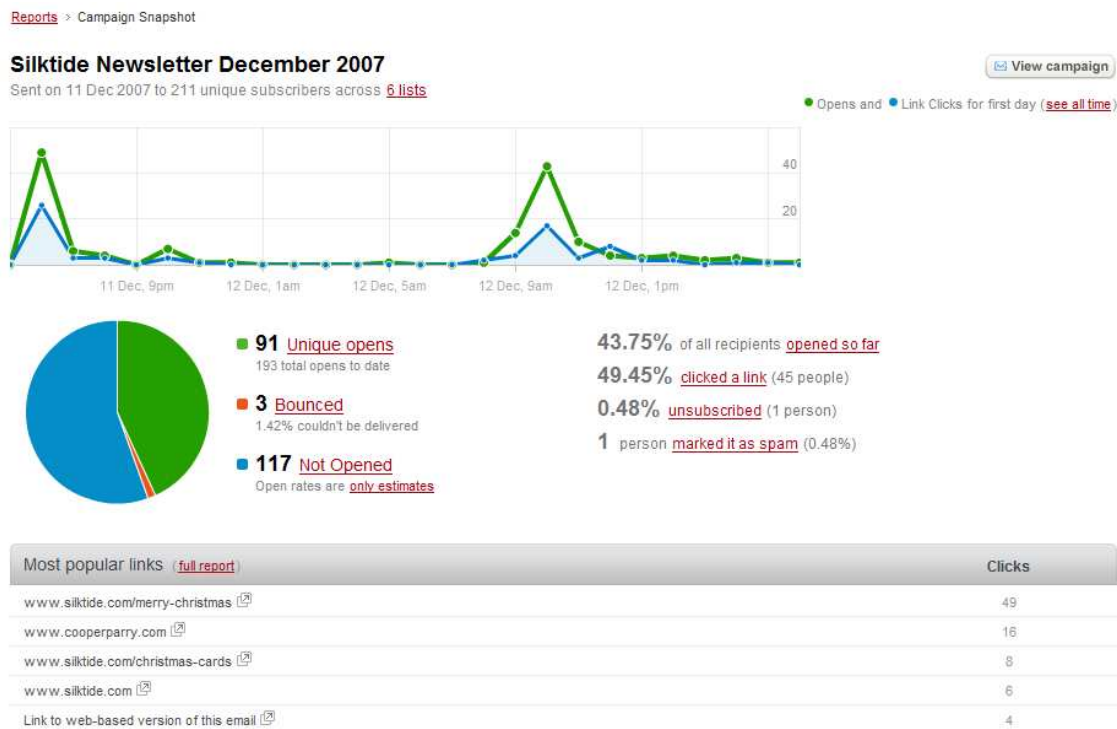 Reports > Campaign Snapshot
Silktide Newsletter December 2007
View campaign
Sent on 11 Dec 2007 to 211 unique subscribers across 6 lists
Opens and Link Clicks for first day (see all time)
40
20
11 Dec, 9pm 12 Dec, 1am 12 Dec, 5am 12 Dec, 9am 12 Dec, 1pm
91 Unique opens
193 total opens to date
3 Bounced
1.42% couldn't be delivered
117 Not Opened
Open rates are only estimates
43.75% of all recipients opened so far
49.45% clicked a link (45 people)
0.48% unsubscribed (1 person)
1 person marked it as spam (0.48%)
Most popular links (full report) Clicks
www.silktide.com/merry-christmas 49
www.cooperparry.com 16
www.silktide.com/christmas-cards 8
www.silktide.com 6
Link to web-based version of this email 4